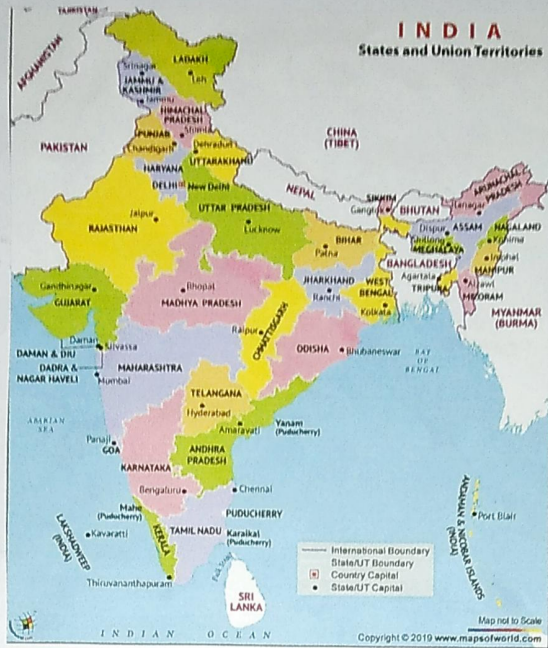 INDIA
States and Union Territories
TAJIKISTAN
AFGHANISTAN
PAKISTAN
CHINA
(TIBET)
NEPAL
BHUTAN
BANGLADESH
MYANMAR
(BURMA)
SRI
LANKA
LADAKH
Leh
Srinagar
JAMMU &
KASHMIR
Jammu
HIMACHAL
PRADESH
Shimla
PUNJAB
Chandigarh
Dehradun
UTTARAKHAND
HARYANA
DELHI
New Delhi
UTTAR PRADESH
Lucknow
Jaipur
RAJASTHAN
SIKKIM
Gangtok
ARUNACHAL
PRADESH
Itanagar
Dispur
ASSAM
NAGALAND
Shillong
Kohima
MEGHALAYA
Imphal
MANIPUR
Agartala
TRIPURA
Aizawl
MIZORAM
BIHAR
Patna
JHARKHAND
Ranchi
WEST
BENGAL
Kolkata
Gandhinagar
GUJARAT
Bhopal
MADHYA PRADESH
CHHATTISGARH
Raipur
ODISHA
Bhubaneswar
Daman
Silvassa
DAMAN & DIU
DADRA &
NAGAR HAVELI
Mumbai
MAHARASHTRA
TELANGANA
Hyderabad
Amaravati
Yanam
(Puducherry)
ANDHRA
PRADESH
Panaji
GOA
KARNATAKA
Bengaluru
Chennai
Mahe
(Puducherry)
PUDUCHERRY
KERALA
TAMIL NADU
Karaikal
(Puducherry)
Thiruvananthapuram
LAKSHADWEEP
(INDIA)
Kavaratti
ANDAMAN & NICOBAR ISLANDS
(INDIA)
Port Blair
ARABIAN
SEA
BAY
OF
BENGAL
INDIAN OCEAN
International Boundary
State/UT Boundary
Country Capital
State/UT Capital
Map not to Scale
Copyright © 2019 www.mapsofworld.com